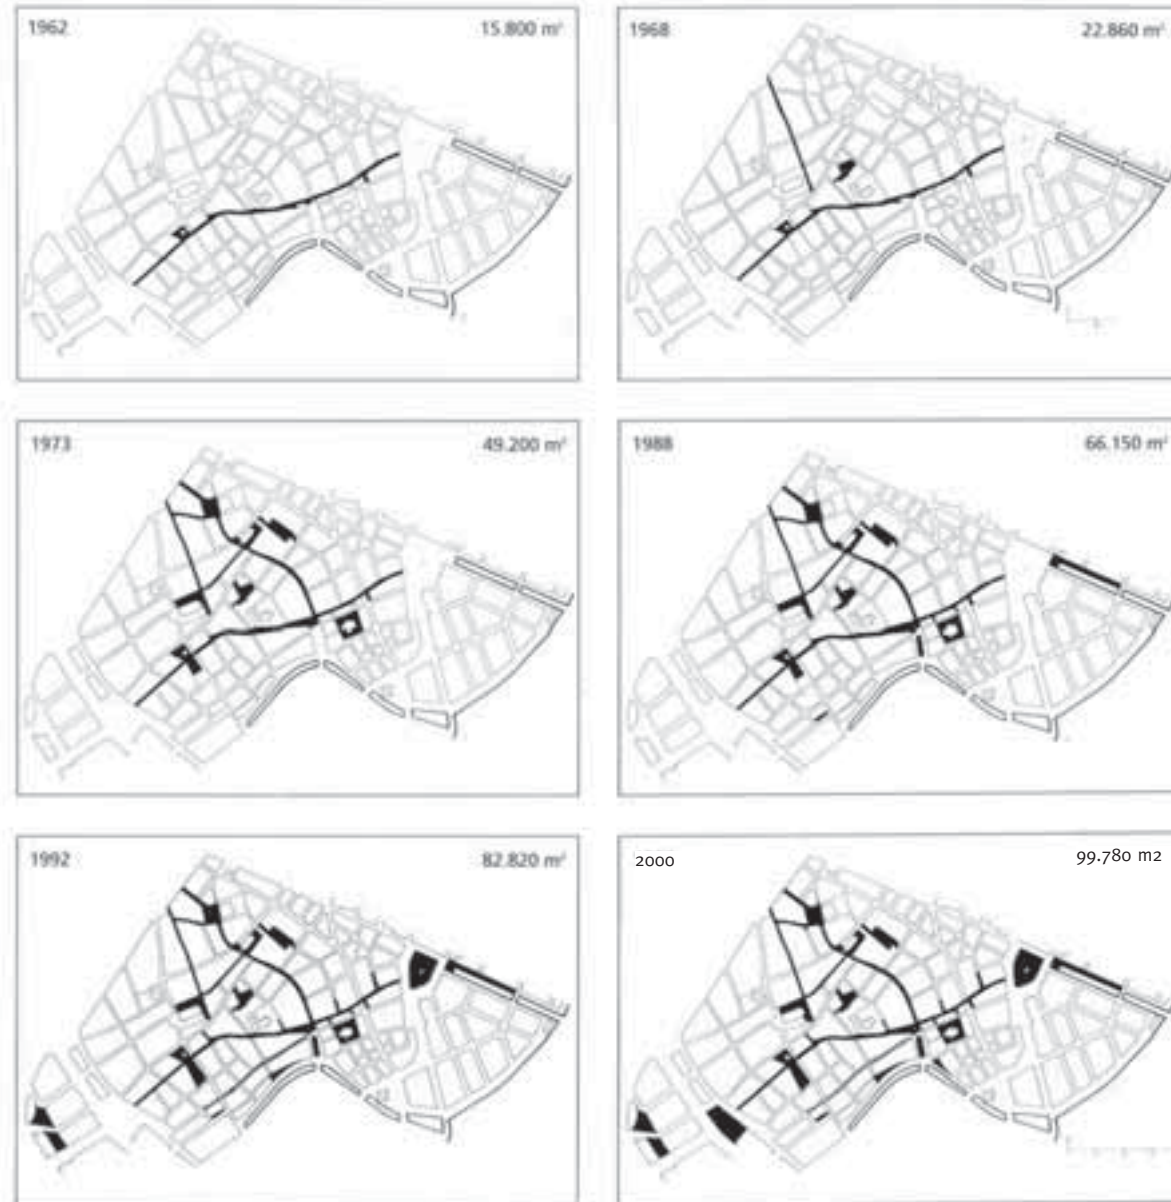 1962 15.800 m²
1968 22.860 m²
1973 49.200 m²
1988 66.150 m²
1992 82.820 m²
2000 99.780 m2